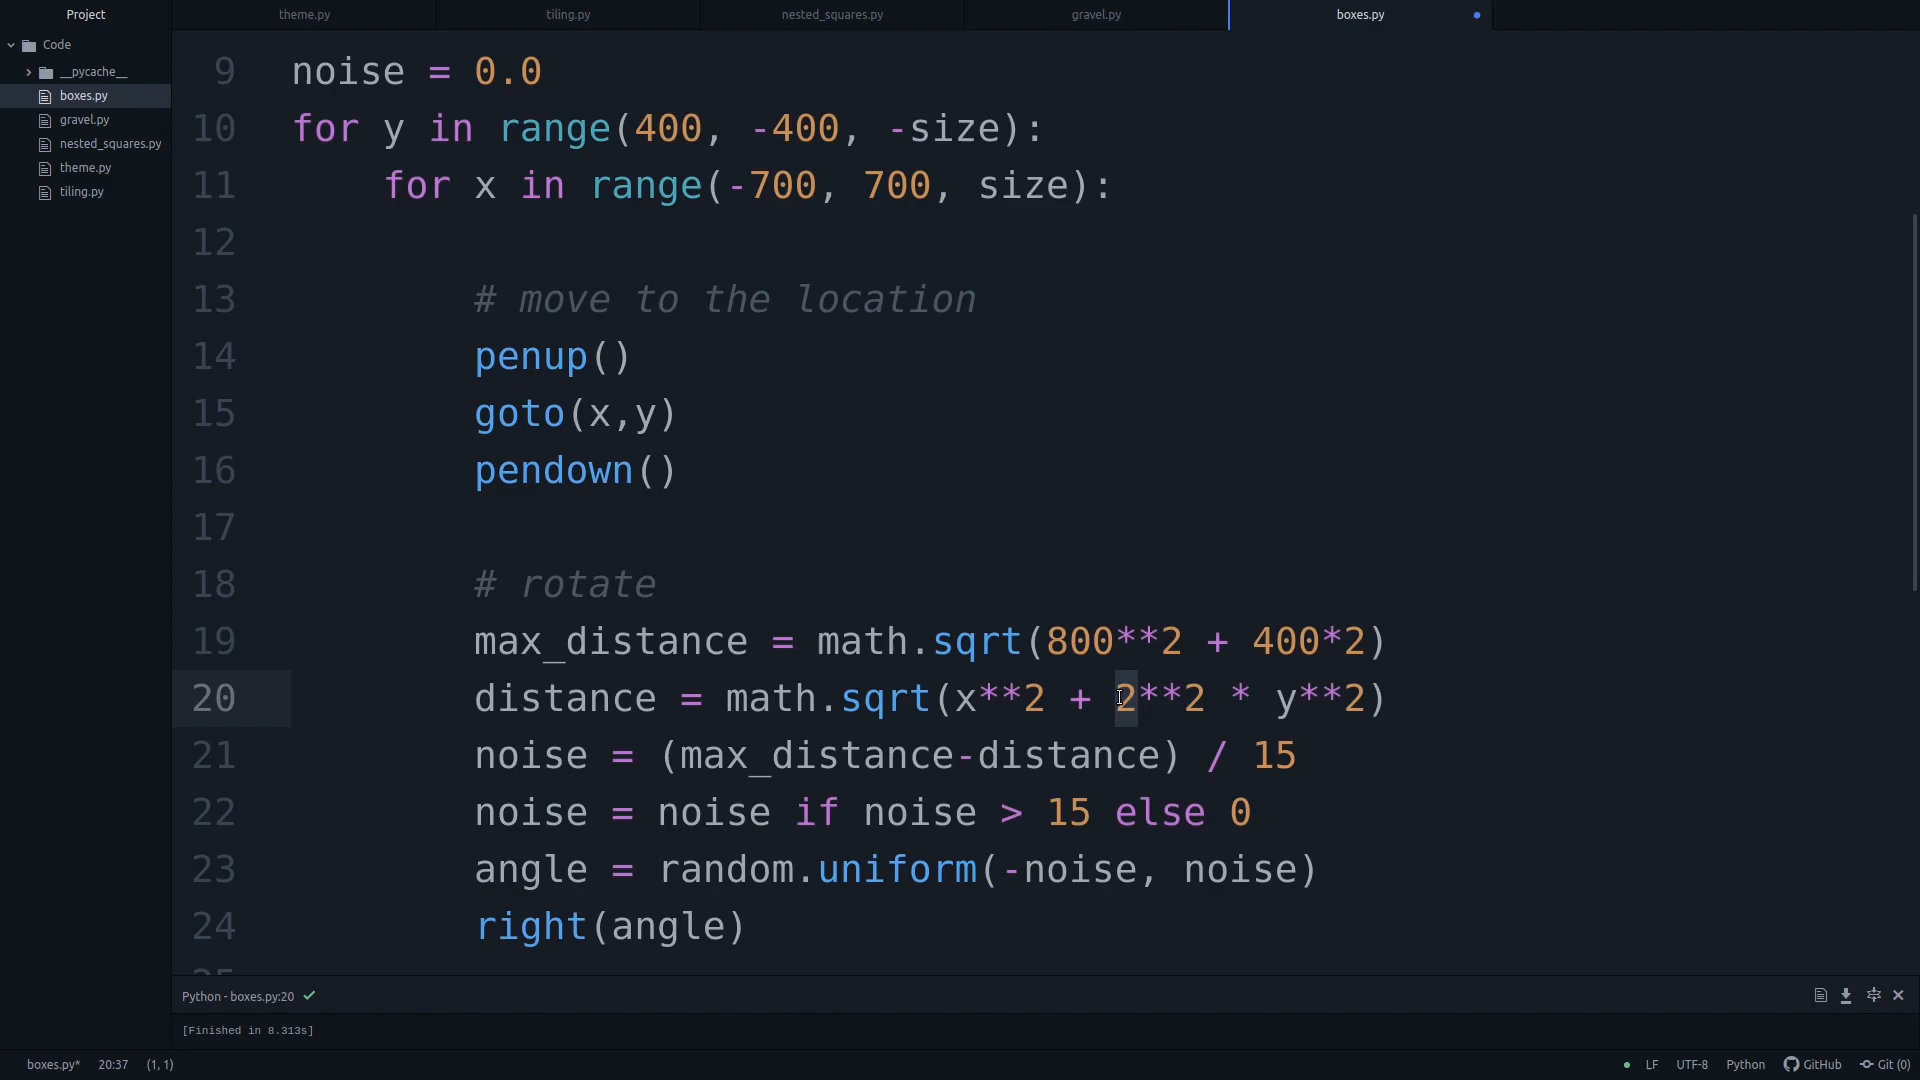 Project
theme.py
tiling.py
nested_squares.py
gravel.py
boxes.py
Code
__pycache__
boxes.py
gravel.py
nested_squares.py
theme.py
tiling.py
9 noise = 0.0
10 for y in range(400, -400, -size):
11 for x in range(-700, 700, size):
12
13 # move to the location
14 penup()
15 goto(x,y)
16 pendown()
17
18 # rotate
19 max_distance = math.sqrt(800**2 + 400*2)
20 distance = math.sqrt(x**2 + 2**2 * y**2)
21 noise = (max_distance-distance) / 15
22 noise = noise if noise > 15 else 0
23 angle = random.uniform(-noise, noise)
24 right(angle)
25
Python - boxes.py:20
[Finished in 8.313s]
boxes.py* 20:37 (1, 1)
LF UTF-8 Python GitHub Git (0)